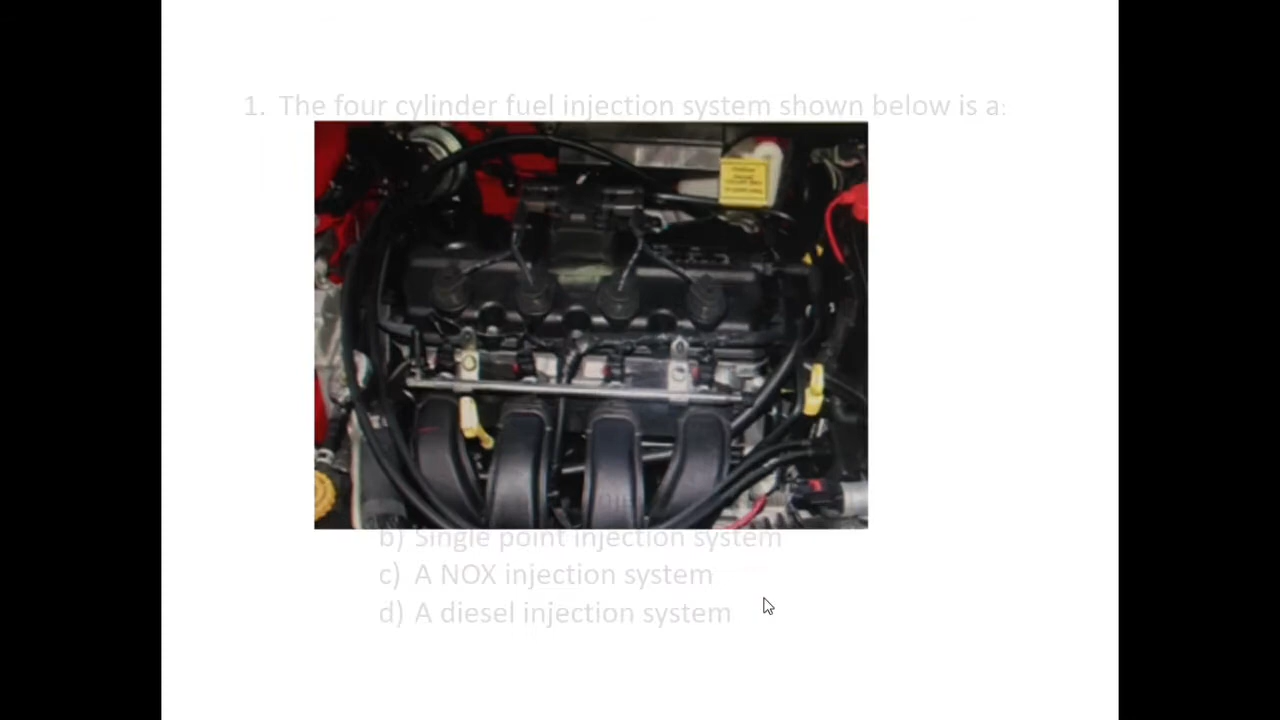 1. The four cylinder fuel injection system shown below is a:
b) Single point injection system
c) A NOX injection system
d) A diesel injection system